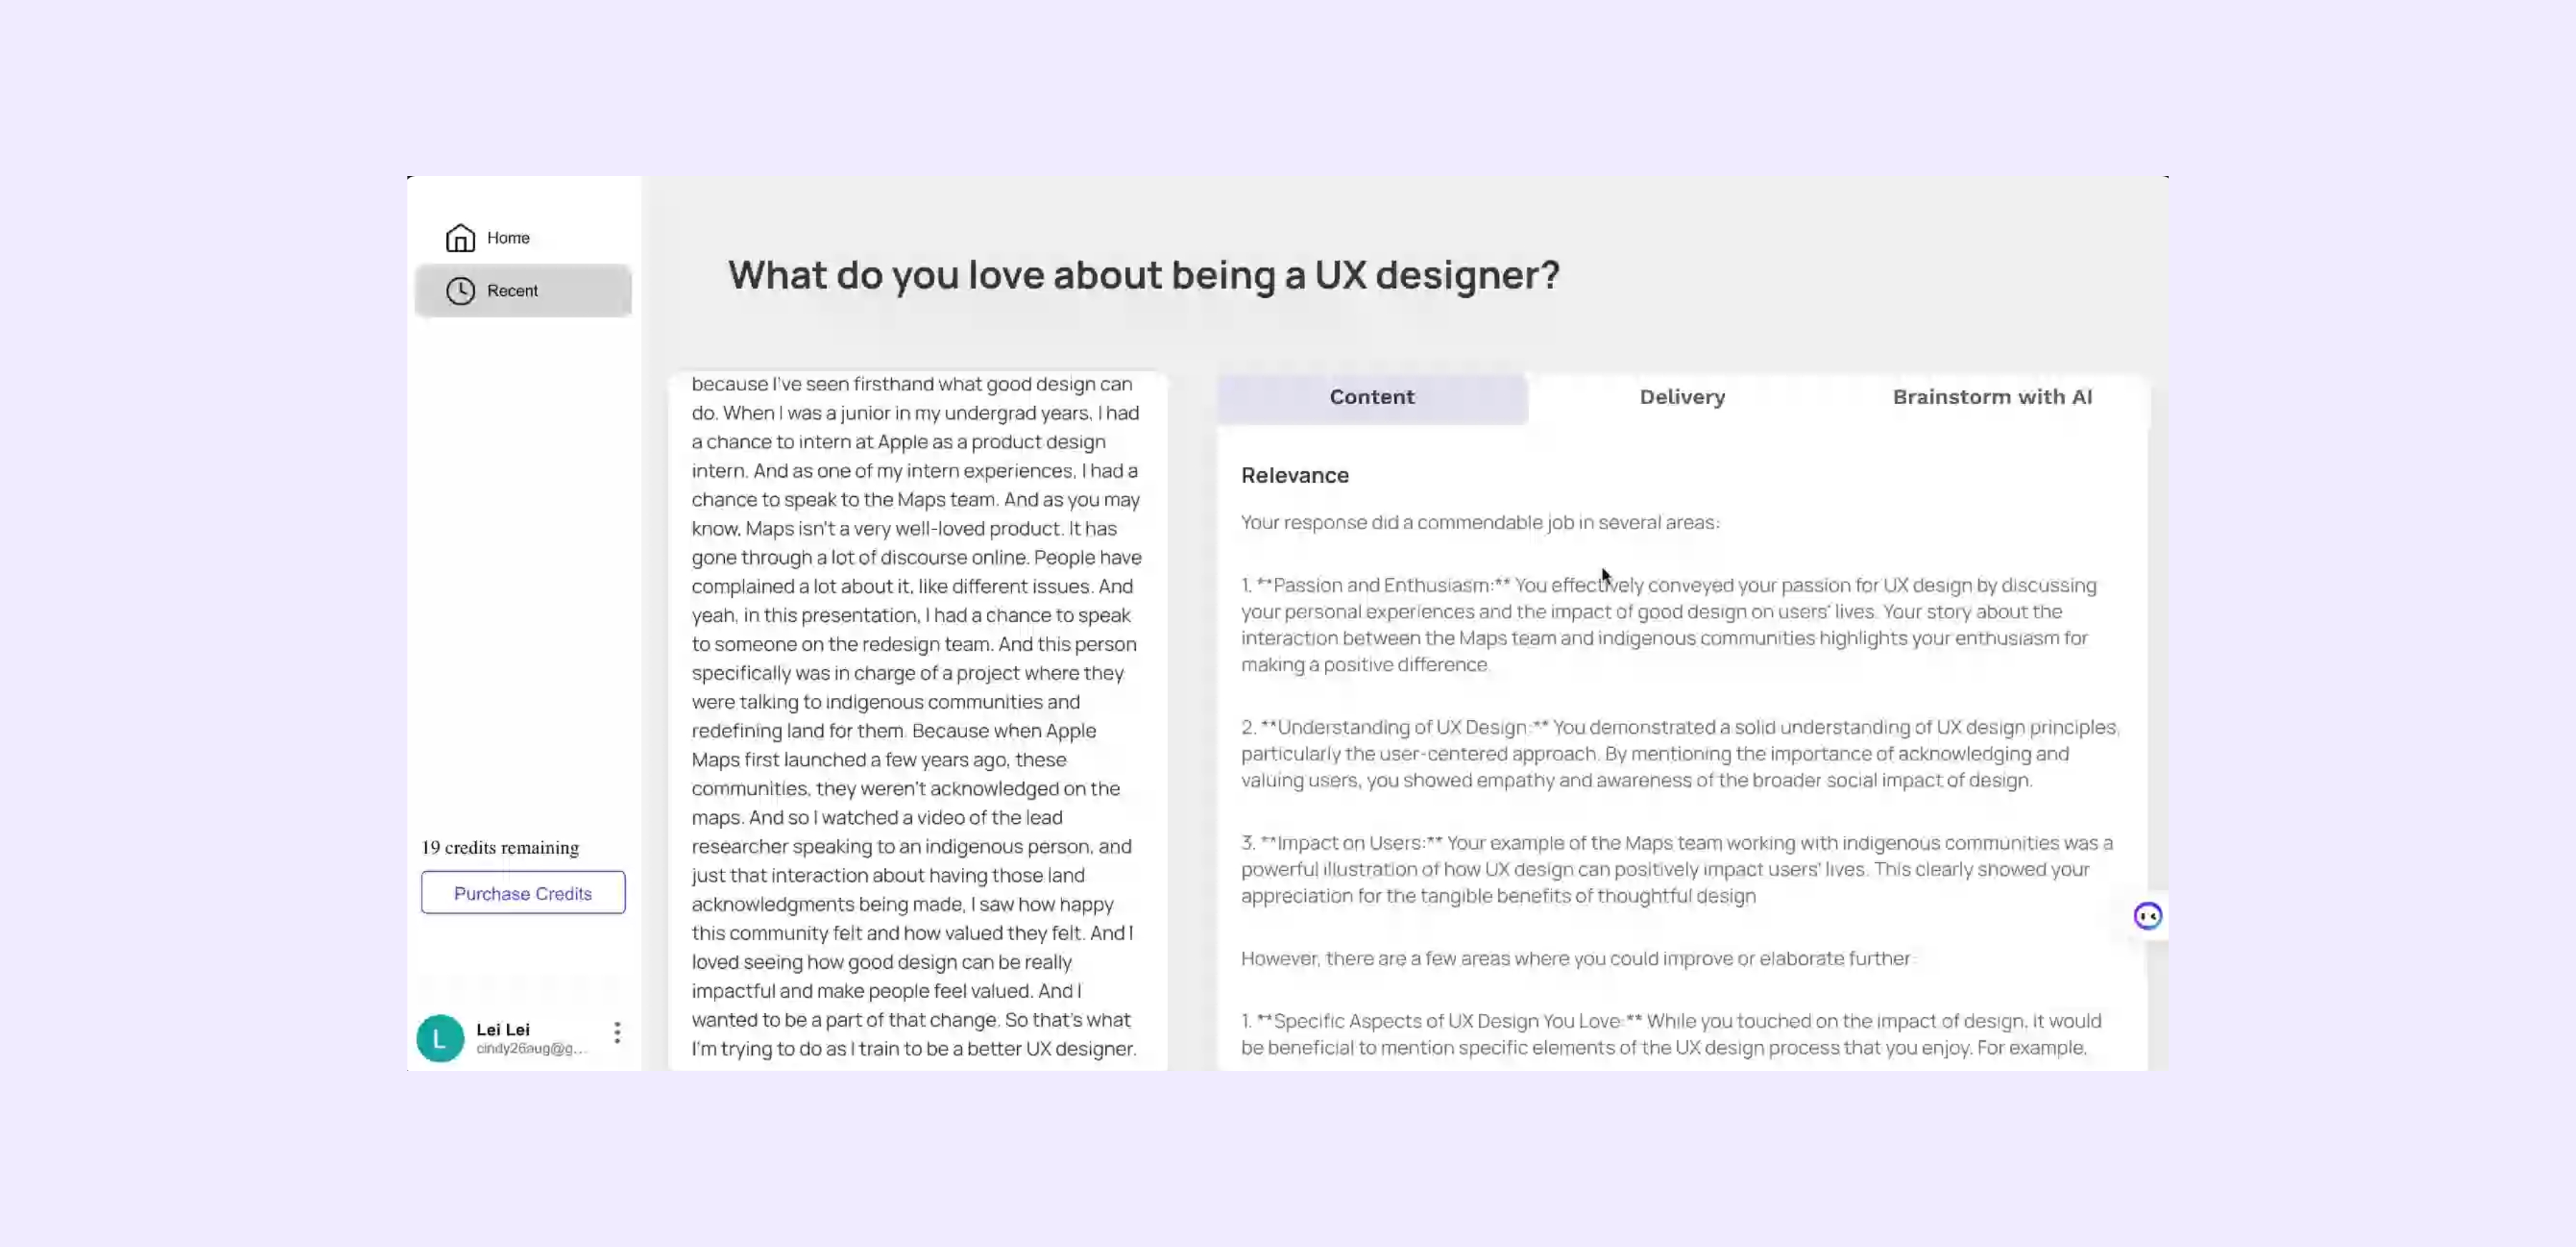 Home
Recent
19 credits remaining
Purchase Credits
L
Lei Lei
cindy26aug@g...
What do you love about being a UX designer?
because I've seen firsthand what good design can
do. When I was a junior in my undergrad years, I had
a chance to intern at Apple as a product design
intern. And as one of my intern experiences, I had a
chance to speak to the Maps team. And as you may
know, Maps isn't a very well-loved product. It has
gone through a lot of discourse online. People have
complained a lot about it, like different issues. And
yeah, in this presentation, I had a chance to speak
to someone on the redesign team. And this person
specifically was in charge of a project where they
were talking to indigenous communities and
redefining land for them. Because when Apple
Maps first launched a few years ago, these
communities, they weren't acknowledged on the
maps. And so I watched a video of the lead
researcher speaking to an indigenous person, and
just that interaction about having those land
acknowledgments being made, I saw how happy
this community felt and how valued they felt. And I
loved seeing how good design can be really
impactful and make people feel valued. And I
wanted to be a part of that change. So that's what
I'm trying to do as I train to be a better UX designer.
Content
Delivery
Brainstorm with AI
Relevance
Your response did a commendable job in several areas:
1. **Passion and Enthusiasm:** You effectively conveyed your passion for UX design by discussing
your personal experiences and the impact of good design on users' lives. Your story about the
interaction between the Maps team and indigenous communities highlights your enthusiasm for
making a positive difference.
2. **Understanding of UX Design:** You demonstrated a solid understanding of UX design principles,
particularly the user-centered approach. By mentioning the importance of acknowledging and
valuing users, you showed empathy and awareness of the broader social impact of design.
3. **Impact on Users:** Your example of the Maps team working with indigenous communities was a
powerful illustration of how UX design can positively impact users' lives. This clearly showed your
appreciation for the tangible benefits of thoughtful design
However, there are a few areas where you could improve or elaborate further:
1. **Specific Aspects of UX Design You Love:** While you touched on the impact of design, it would
be beneficial to mention specific elements of the UX design process that you enjoy. For example,